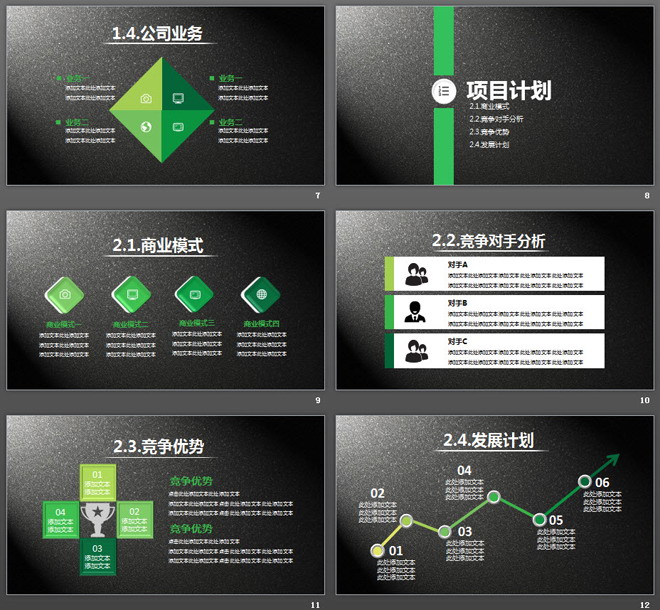 1.4.公司业务
业务一
添加文本此处添加文本
添加文本此处添加文本
业务二
添加文本此处添加文本
添加文本此处添加文本
业务一
添加文本此处添加文本
添加文本此处添加文本
业务二
添加文本此处添加文本
添加文本此处添加文本
7
项目计划
2.1.商业模式
2.2.竞争对手分析
2.3.竞争优势
2.4.发展计划
8
2.1.商业模式
商业模式一
添加文本此处添加文本
添加文本此处添加文本
添加文本此处添加文本
商业模式二
添加文本此处添加文本
添加文本此处添加文本
添加文本此处添加文本
商业模式三
添加文本此处添加文本
添加文本此处添加文本
添加文本此处添加文本
商业模式四
添加文本此处添加文本
添加文本此处添加文本
添加文本此处添加文本
9
2.2.竞争对手分析
对手A
添加文本此处添加文本添加文本此处添加文本此处添加文本
添加文本此处添加文本添加文本此处添加文本此处添加文本
对手B
添加文本此处添加文本添加文本此处添加文本此处添加文本
添加文本此处添加文本添加文本此处添加文本此处添加文本
对手C
添加文本此处添加文本添加文本此处添加文本此处添加文本
添加文本此处添加文本添加文本此处添加文本此处添加文本
10
2.3.竞争优势
01
添加文本
添加文本
04
添加文本
添加文本
02
添加文本
添加文本
03
添加文本
添加文本
竞争优势
点击此处添加文本此处添加文本
添加文本此处添加文本点击此处添加文本此处添加文本
添加文本此处添加文本点击此处添加文本此处添加文本
竞争优势
点击此处添加文本此处添加文本
添加文本此处添加文本点击此处添加文本此处添加文本
添加文本此处添加文本点击此处添加文本此处添加文本
11
2.4.发展计划
01
此处添加文本
此处添加文本
此处添加文本
02
此处添加文本
此处添加文本
此处添加文本
03
此处添加文本
此处添加文本
此处添加文本
04
此处添加文本
此处添加文本
此处添加文本
05
此处添加文本
此处添加文本
此处添加文本
06
此处添加文本
此处添加文本
此处添加文本
12